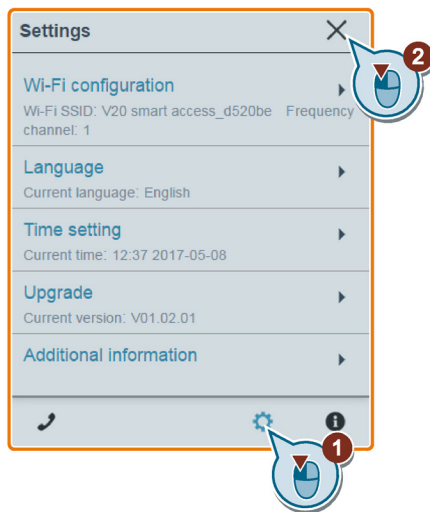 Settings
2
Wi-Fi configuration
Wi-Fi SSID: V20 smart access_d520be Frequency
channel: 1
Language
Current language: English
Time setting
Current time: 12:37 2017-05-08
Upgrade
Current version: V01.02.01
Additional information
1